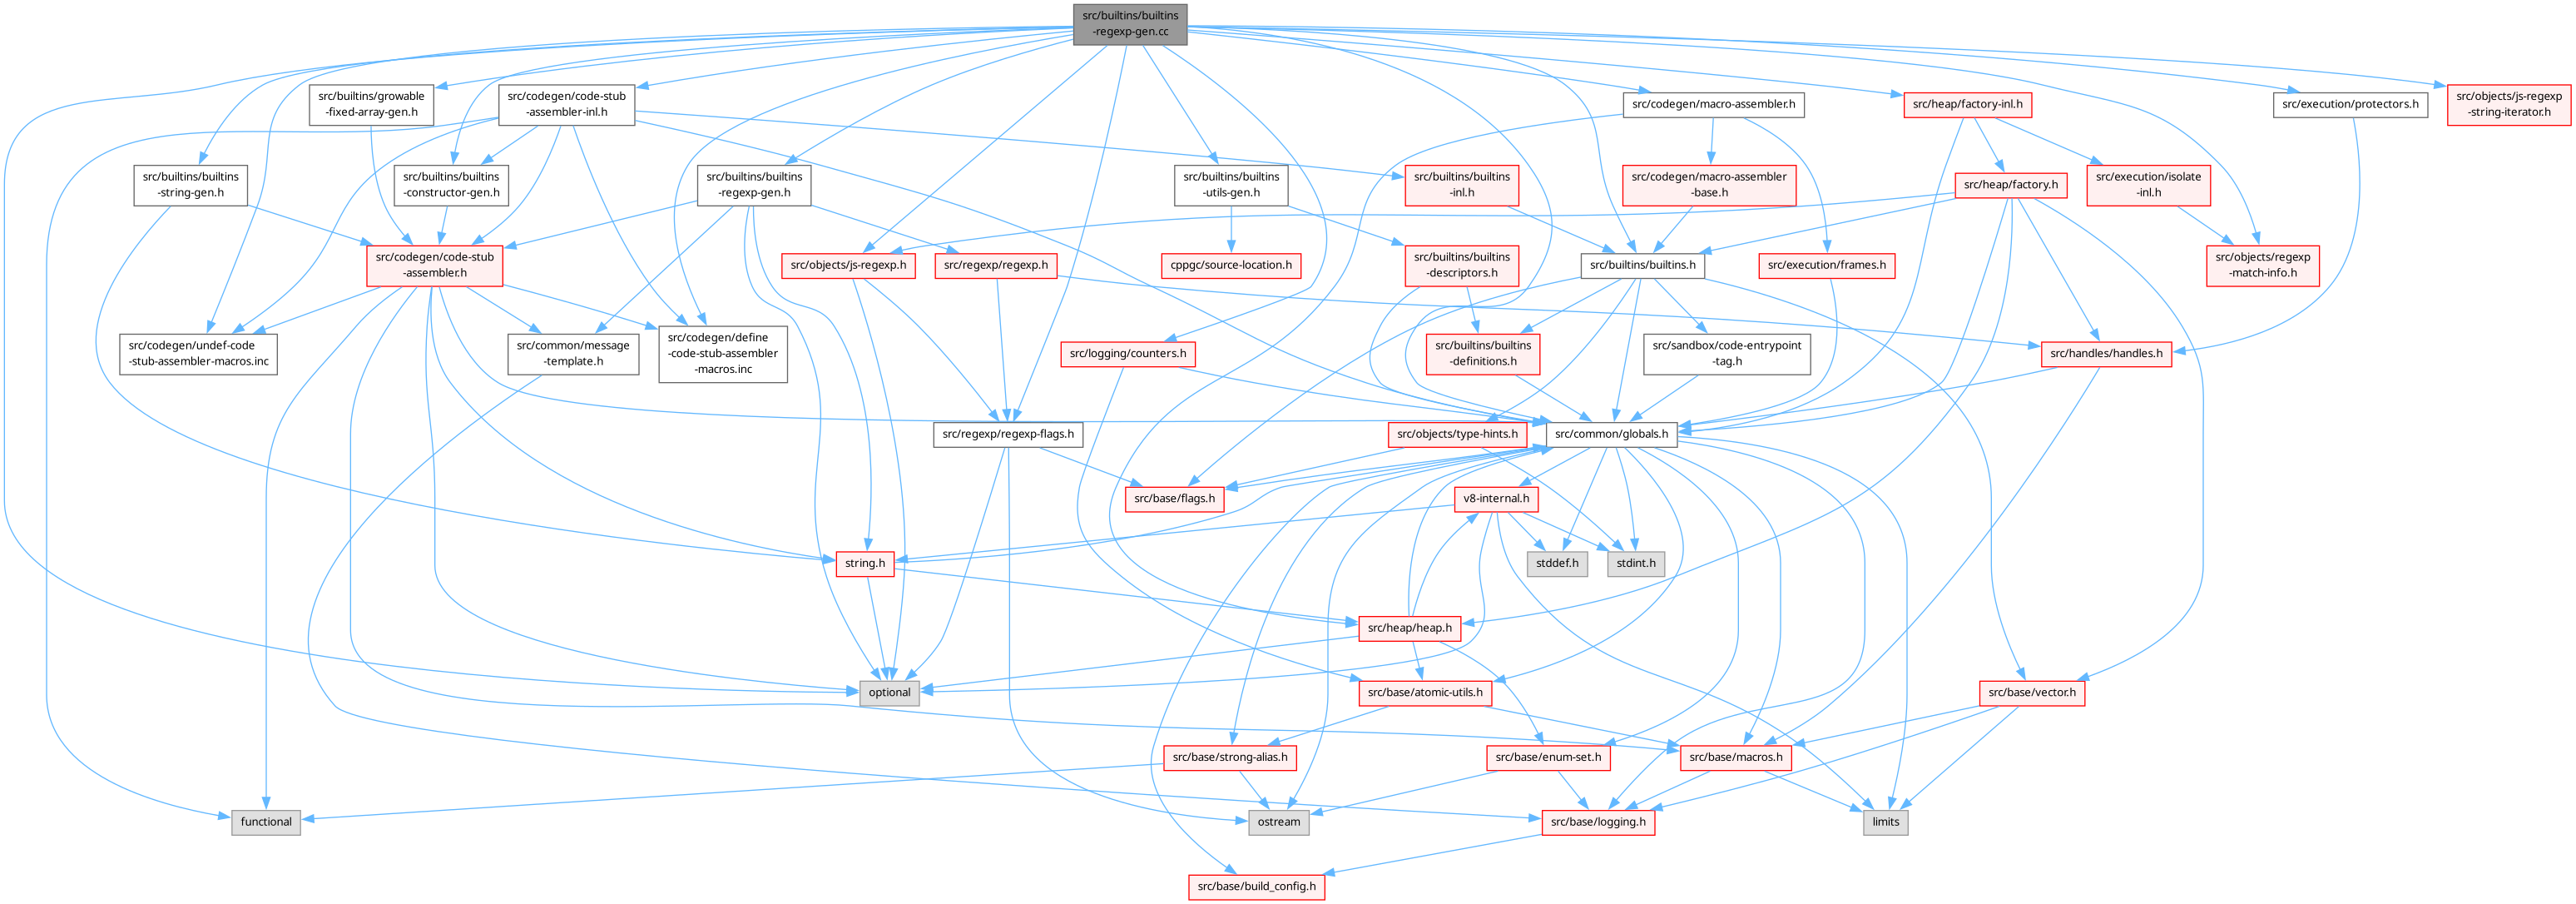 src/builtins/builtins
-regexp-gen.cc
src/builtins/growable
-fixed-array-gen.h
src/codegen/code-stub
-assembler-inl.h
src/codegen/macro-assembler.h
src/heap/factory-inl.h
src/execution/protectors.h
src/objects/js-regexp
-string-iterator.h
src/builtins/builtins
-string-gen.h
src/builtins/builtins
-constructor-gen.h
src/builtins/builtins
-regexp-gen.h
src/builtins/builtins
-utils-gen.h
src/builtins/builtins
-inl.h
src/codegen/macro-assembler
-base.h
src/heap/factory.h
src/execution/isolate
-inl.h
src/codegen/code-stub
-assembler.h
src/objects/js-regexp.h
src/regexp/regexp.h
cppgc/source-location.h
src/builtins/builtins
-descriptors.h
src/builtins/builtins.h
src/execution/frames.h
src/objects/regexp
-match-info.h
src/codegen/undef-code
-stub-assembler-macros.inc
src/common/message
-template.h
src/codegen/define
-code-stub-assembler
-macros.inc
src/logging/counters.h
src/builtins/builtins
-definitions.h
src/sandbox/code-entrypoint
-tag.h
src/handles/handles.h
src/regexp/regexp-flags.h
src/objects/type-hints.h
src/common/globals.h
src/base/flags.h
v8-internal.h
string.h
stddef.h
stdint.h
src/heap/heap.h
optional
src/base/atomic-utils.h
src/base/vector.h
src/base/strong-alias.h
src/base/enum-set.h
src/base/macros.h
functional
ostream
src/base/logging.h
limits
src/base/build_config.h